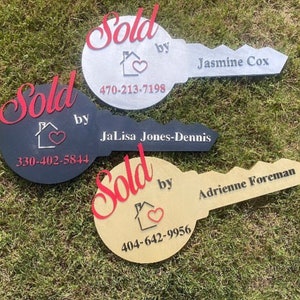 Sold
by
Jasmine Cox
470-213-7198
Sold
by
JaLisa Jones-Dennis
330-402-5844
Sold
by
Adrienne Foreman
404-642-9956